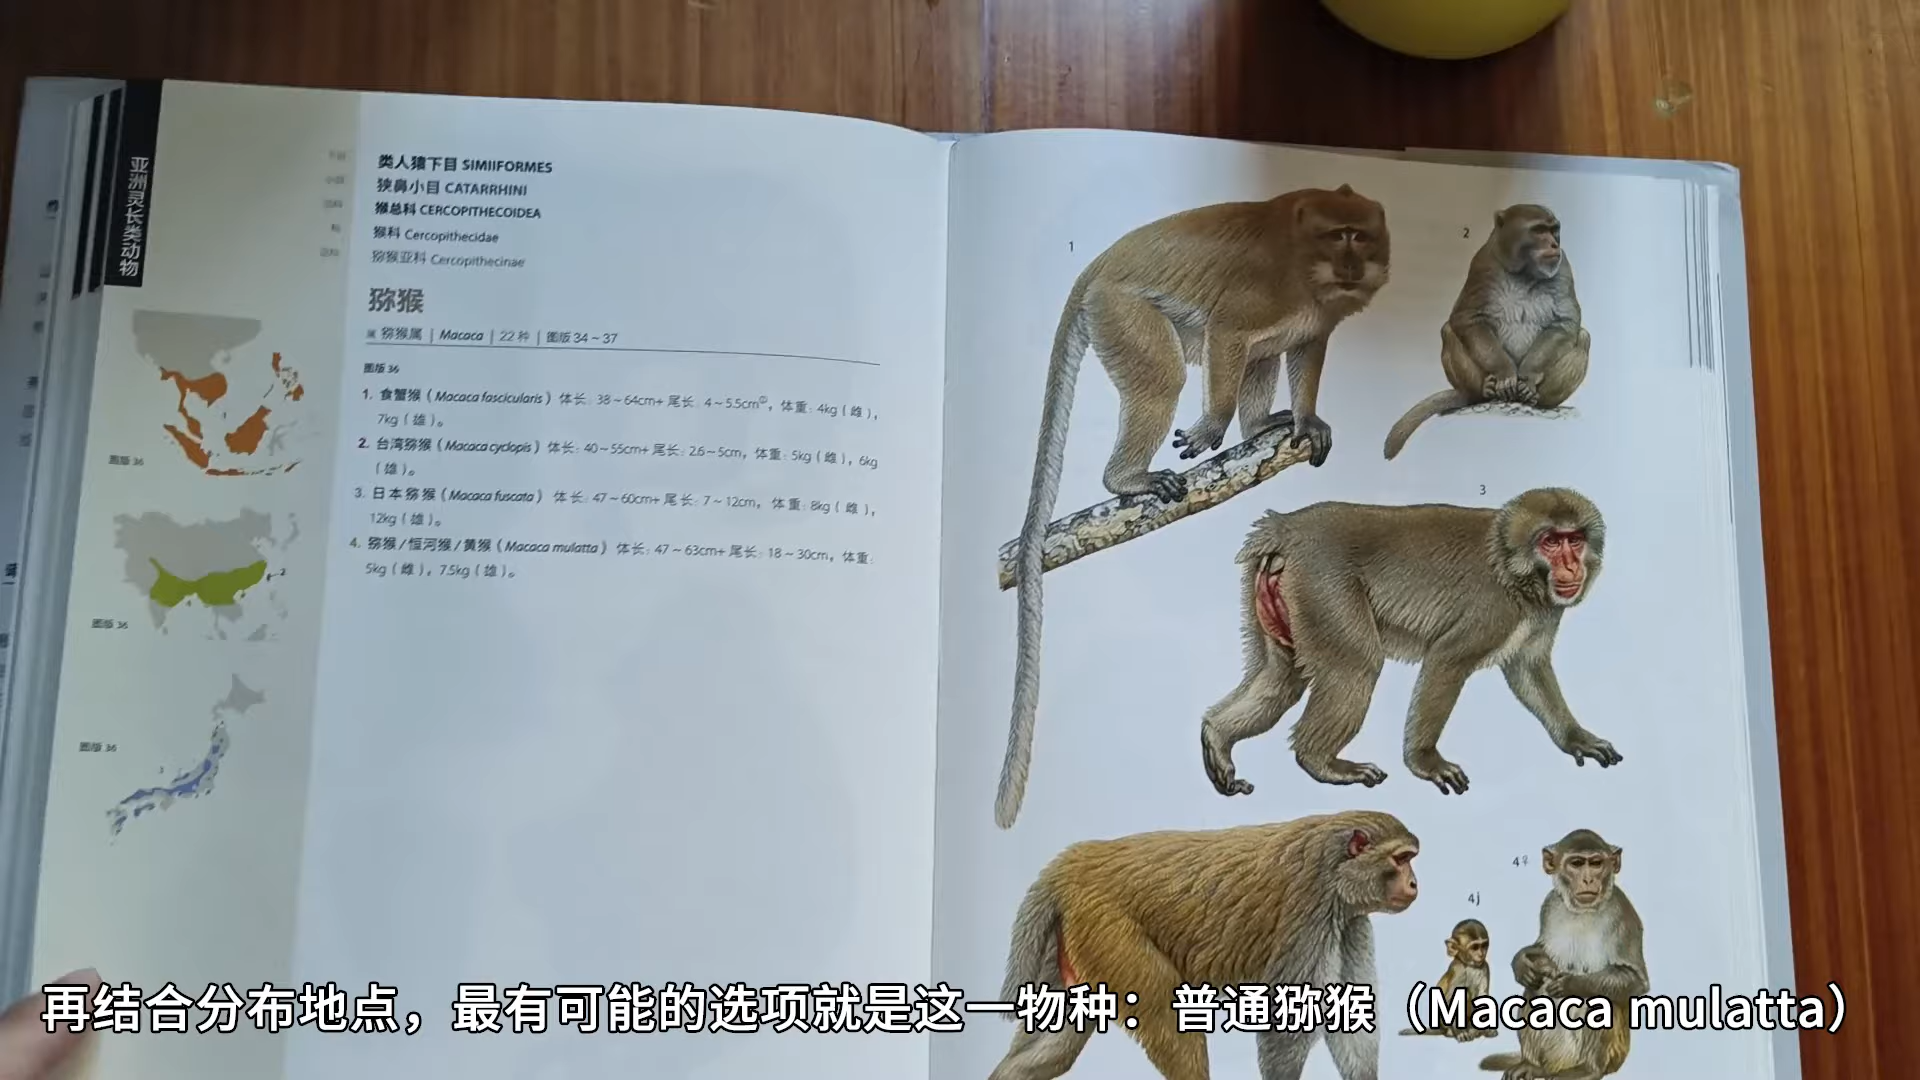 亚洲灵长类动物
类人猿下目 SIMIIFORMES
狭鼻小目 CATARRHINI
猴总科 CERCOPITHECOIDEA
猴科 Cercopithecidae
猕猴亚科 Cercopithecinae
猕猴
属 猕猴属 | Macaca | 22 种 | 图版 34～37
图版 36
1. 食蟹猴（Macaca fascicularis）体长：38～64cm+ 尾长：4～5.5cm，体重：4kg（雌），
7kg（雄）。
2. 台湾猕猴（Macaca cyclopis）体长：40～55cm+ 尾长：26～5cm，体重：5kg（雌），6kg
（雄）。
3. 日本猕猴（Macaca fuscata）体长：47～60cm+ 尾长：7～12cm，体重：8kg（雌），
12kg（雄）。
4. 猕猴/恒河猴/黄猴（Macaca mulatta）体长：47～63cm+ 尾长：18～30cm，体重：
5kg（雌），7.5kg（雄）。
图版 36
2
图版 36
图版 36
3
1
2
3
4♀
4j
再结合分布地点，最有可能的选项就是这一物种：普通猕猴（Macaca mulatta）